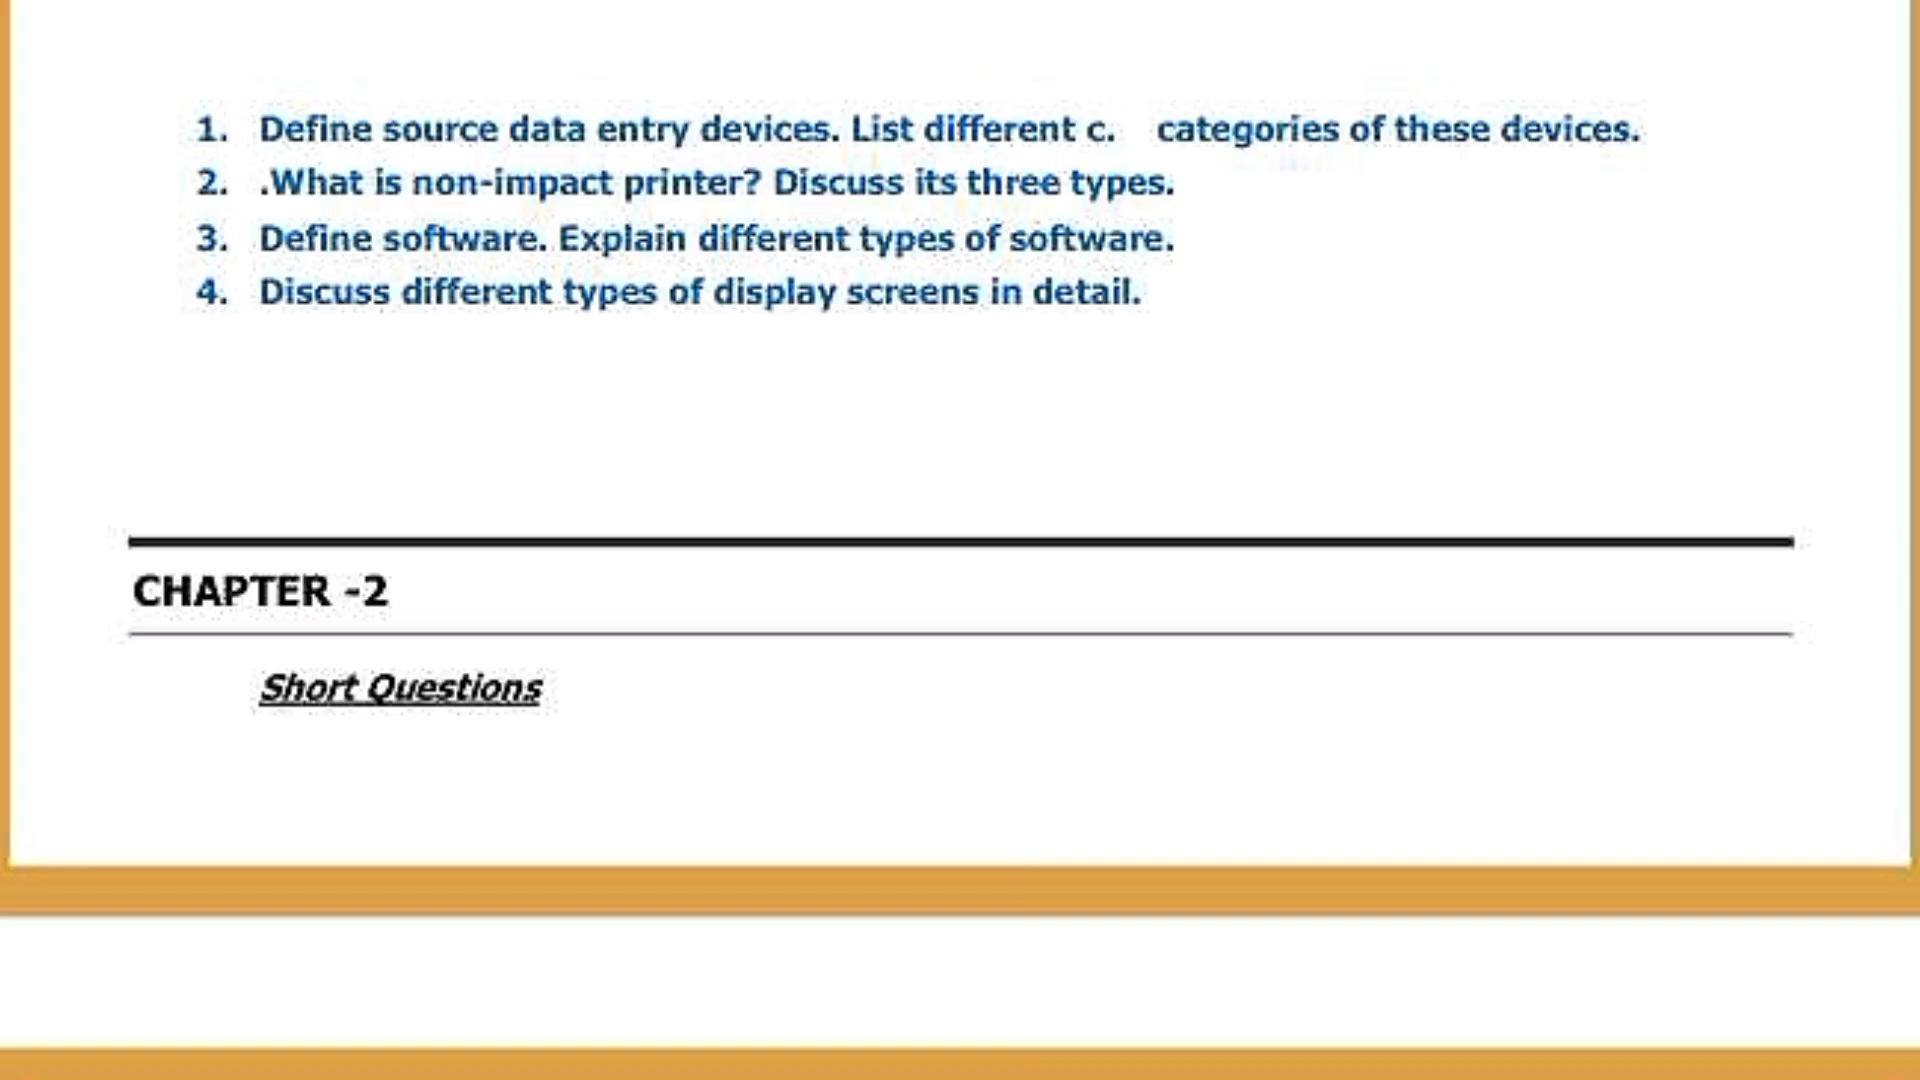 1. Define source data entry devices. List different c. categories of these devices.
2. .What is non-impact printer? Discuss its three types.
3. Define software. Explain different types of software.
4. Discuss different types of display screens in detail.
CHAPTER -2
Short Questions